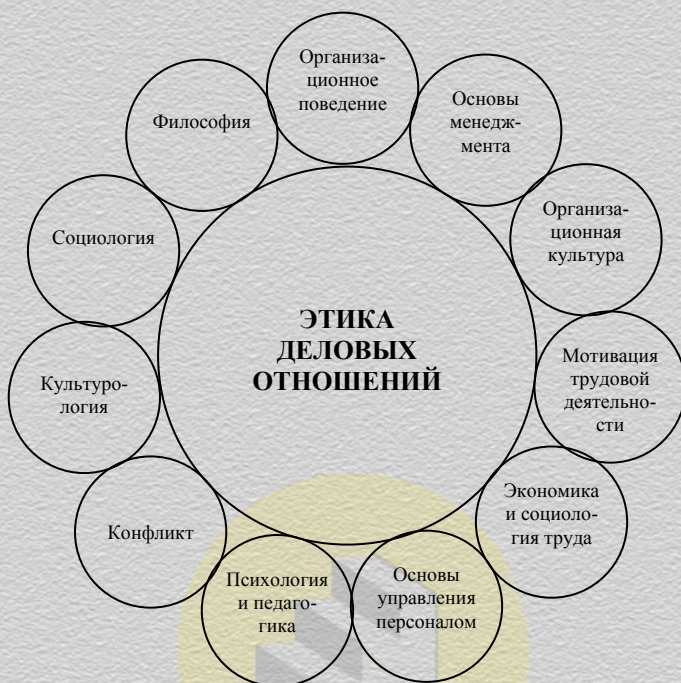 Организа-
ционное
поведение
Основы
менедж-
мента
Организа-
ционная
культура
Мотивация
трудовой
деятельно-
сти
Экономика
и социоло-
гия труда
Основы
управления
персоналом
Психология
и педаго-
гика
Конфликт
Культуро-
логия
Социология
Философия
ЭТИКА
ДЕЛОВЫХ
ОТНОШЕНИЙ